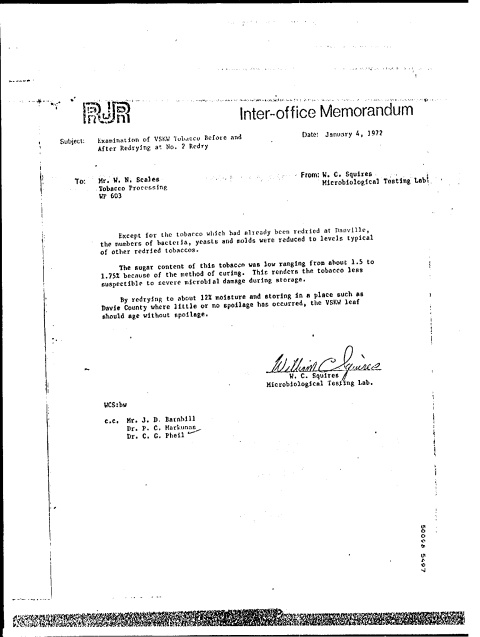 RJR
Inter-office Memorandum
Subject: Examination of VSKW Tobacco Before and
After Redrying at No. 2 Redry
Date: January 4, 1972
To: Mr. W. N. Scales
Tobacco Processing
WF 603
From: W. C. Squires
Microbiological Testing Lab.
Except for the tobacco which had already been redried at Danville,
the numbers of bacteria, yeasts and molds were reduced to levels typical
of other redried tobaccos.
The sugar content of this tobacco was low ranging from about 1.5 to
1.75% because of the method of curing. This renders the tobacco less
suspectible to severe microbial damage during storage.
By redrying to about 12% moisture and storing in a place such as
Davie County where little or no spoilage has occurred, the VSKW leaf
should age without spoilage.
William C Squires
W. C. Squires
Microbiological Testing Lab.
WCS:bw
c.c. Mr. J. D. Barnhill
Dr. P. C. Markunas
Dr. C. G. Pheil